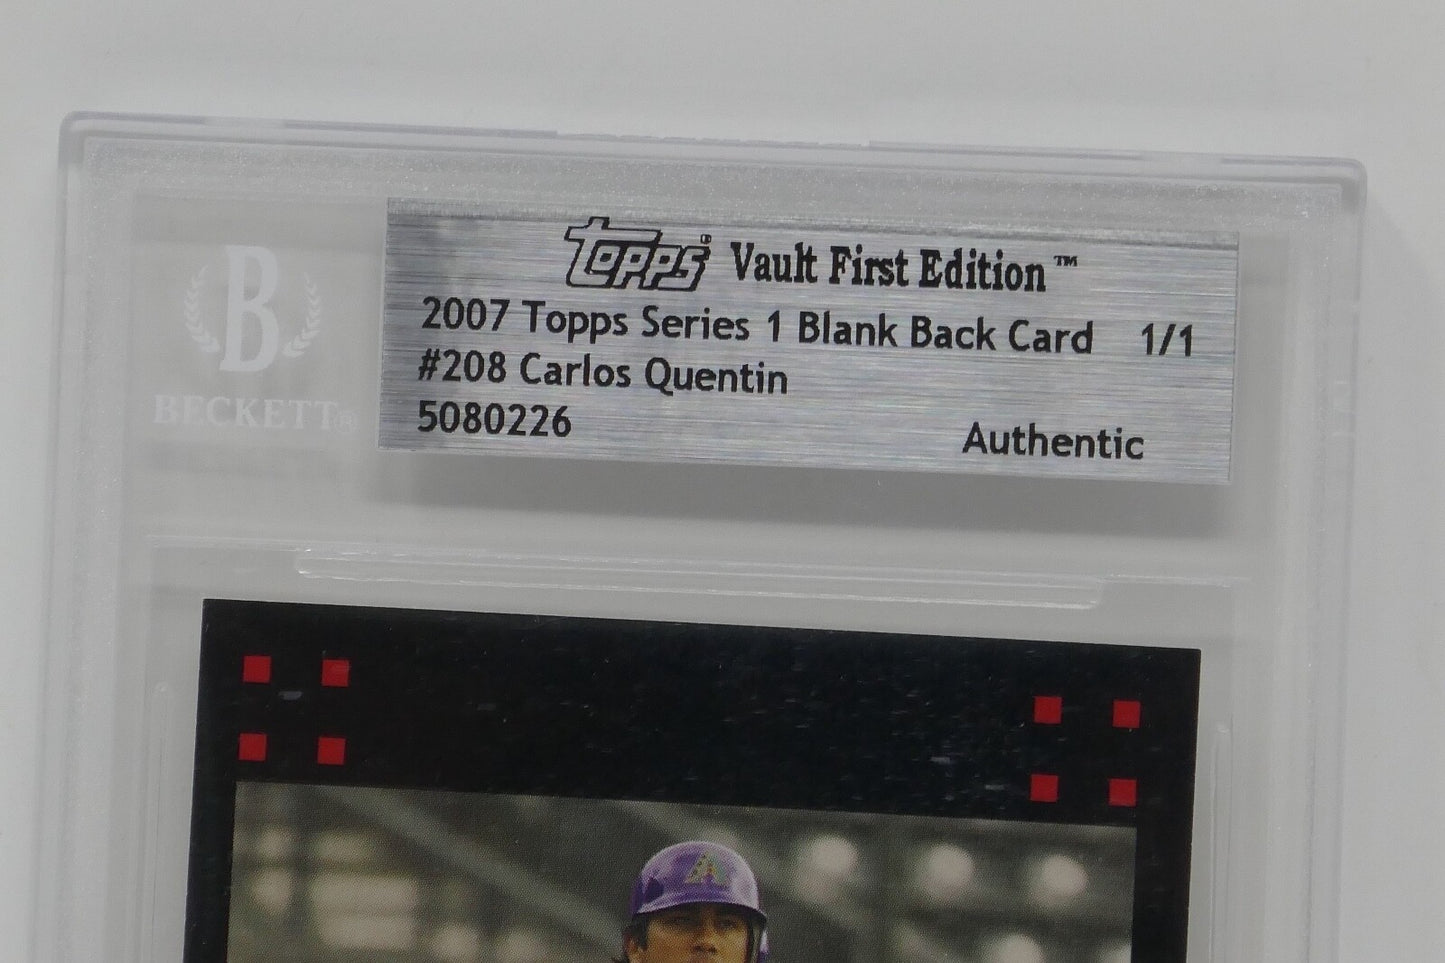 Topps® Vault First Edition™
2007 Topps Series 1 Blank Back Card 1/1
#208 Carlos Quentin
5080226
Authentic
B
BECKETT®
A